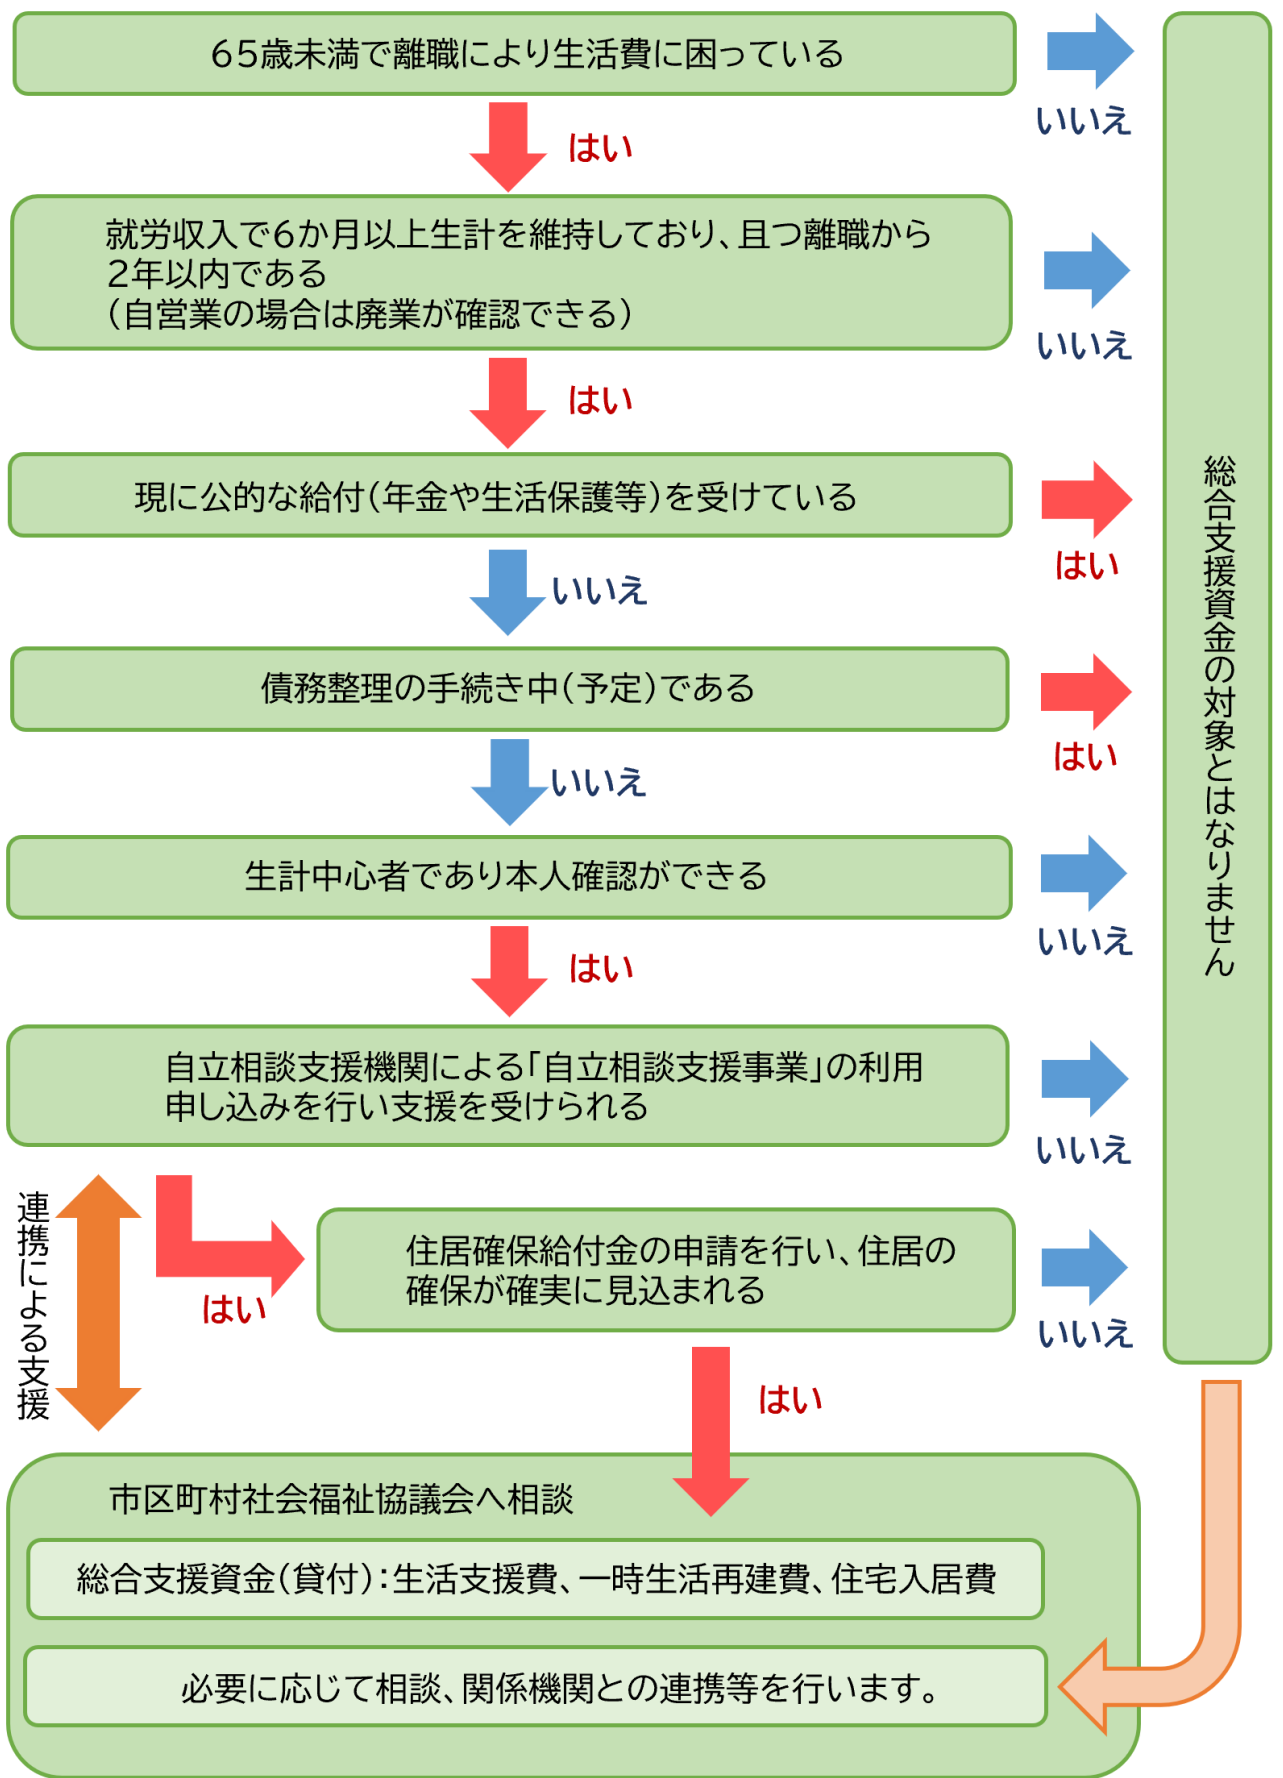 65歳未満で離職により生活費に困っている
いいえ
はい
就労収入で6か月以上生計を維持しており、且つ離職から
2年以内である
(自営業の場合は廃業が確認できる)
いいえ
はい
現に公的な給付(年金や生活保護等)を受けている
はい
いいえ
債務整理の手続き中(予定)である
はい
いいえ
生計中心者であり本人確認ができる
いいえ
はい
自立相談支援機関による「自立相談支援事業」の利用
申し込みを行い支援を受けられる
いいえ
総合支援資金の対象とはなりません
連携による支援
はい
住居確保給付金の申請を行い、住居の
確保が確実に見込まれる
いいえ
はい
市区町村社会福祉協議会へ相談
総合支援資金(貸付):生活支援費、一時生活再建費、住宅入居費
必要に応じて相談、関係機関との連携等を行います。